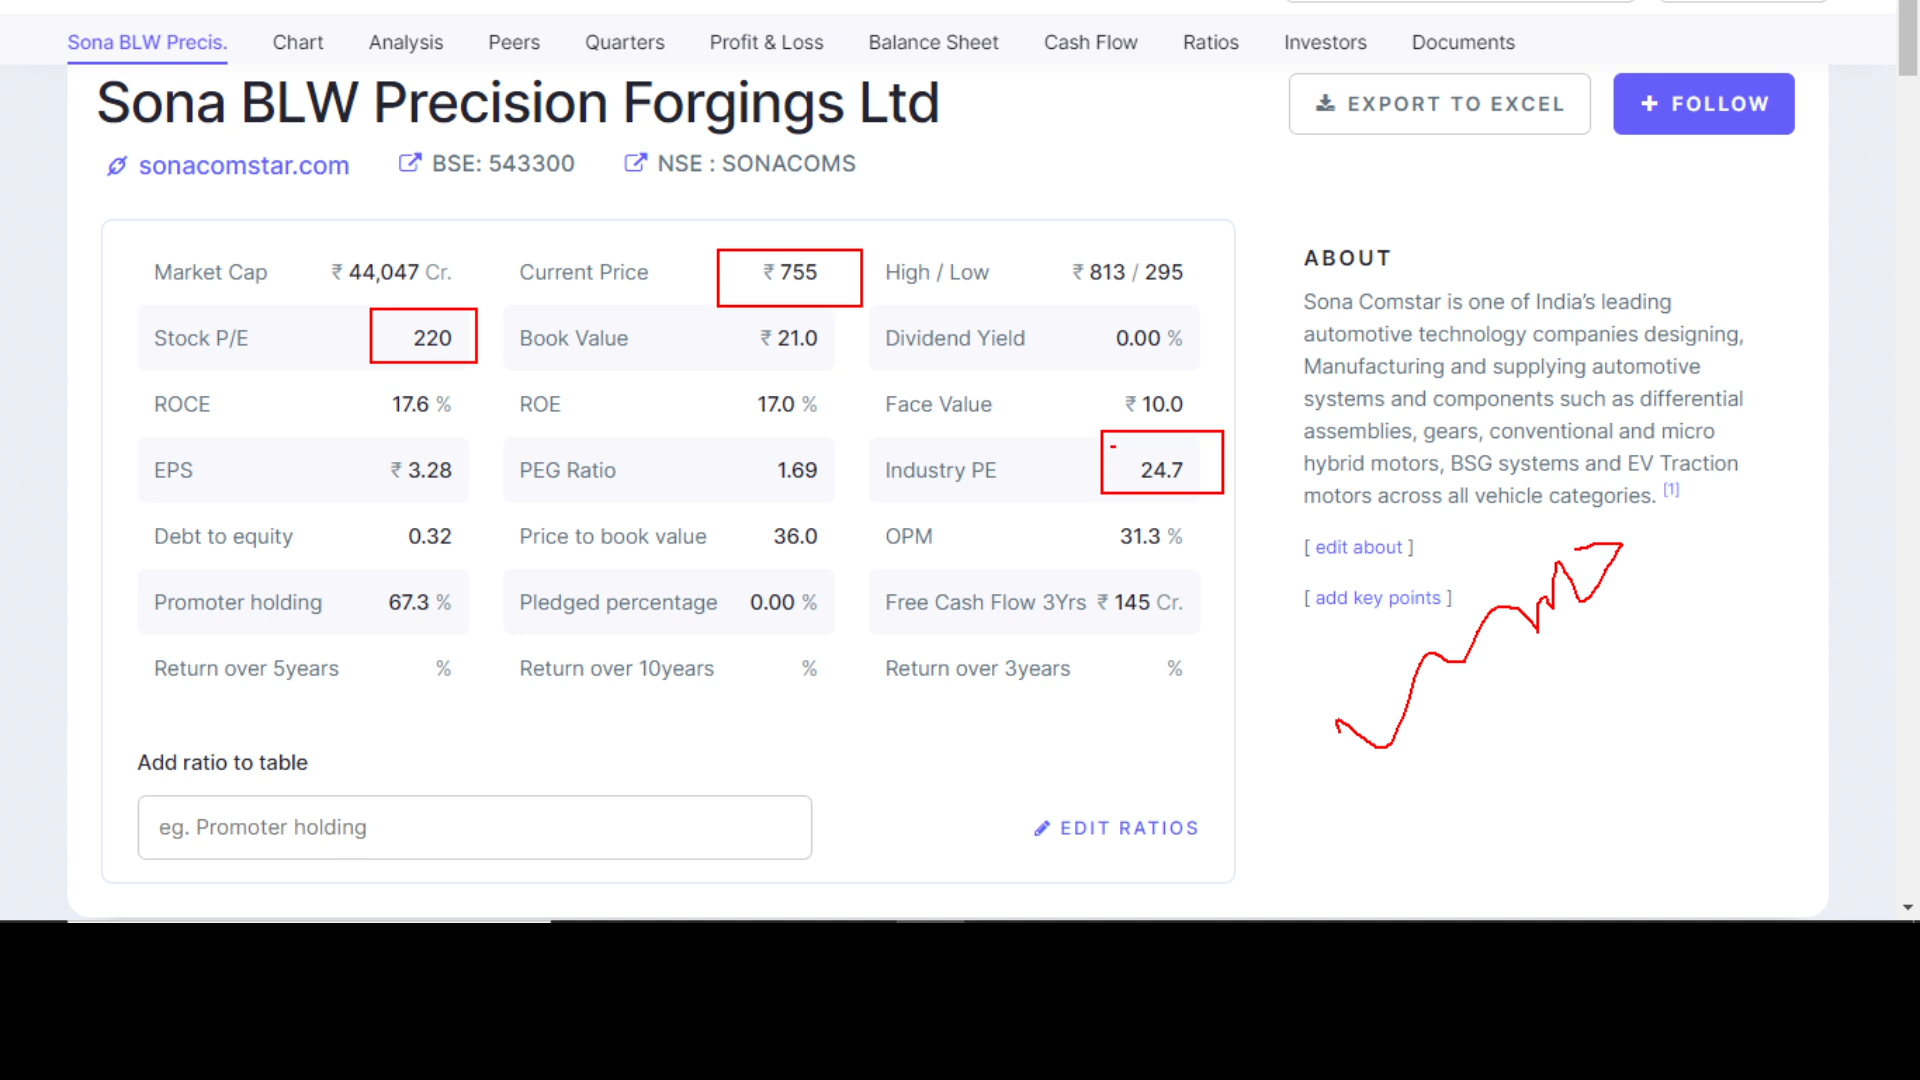 Sona BLW Precis. Chart Analysis Peers Quarters Profit & Loss Balance Sheet Cash Flow Ratios Investors Documents
Sona BLW Precision Forgings Ltd
EXPORT TO EXCEL
+ FOLLOW
sonacomstar.com BSE: 543300 NSE : SONACOMS
Market Cap ₹ 44,047 Cr. Current Price ₹ 755 High / Low ₹ 813 / 295
Stock P/E 220 Book Value ₹ 21.0 Dividend Yield 0.00 %
ROCE 17.6 % ROE 17.0 % Face Value ₹ 10.0
EPS ₹ 3.28 PEG Ratio 1.69 Industry PE 24.7
Debt to equity 0.32 Price to book value 36.0 OPM 31.3 %
Promoter holding 67.3 % Pledged percentage 0.00 % Free Cash Flow 3Yrs ₹ 145 Cr.
Return over 5years % Return over 10years % Return over 3years %
Add ratio to table
eg. Promoter holding
EDIT RATIOS
ABOUT
Sona Comstar is one of India’s leading
automotive technology companies designing,
Manufacturing and supplying automotive
systems and components such as differential
assemblies, gears, conventional and micro
hybrid motors, BSG systems and EV Traction
motors across all vehicle categories. [1]
[ edit about ]
[ add key points ]